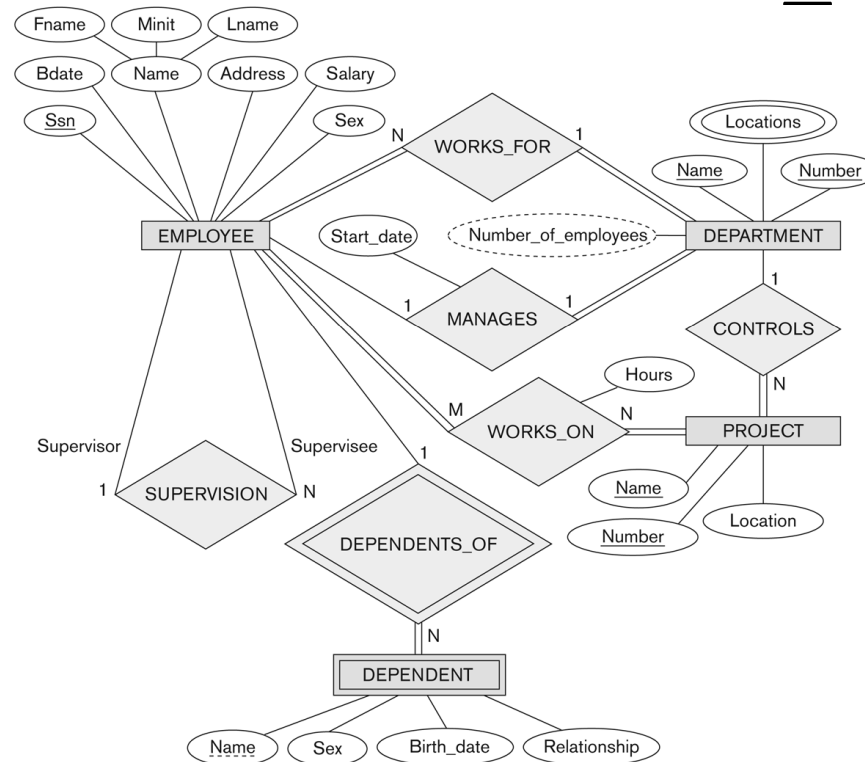 Fname
Minit
Lname
Bdate
Name
Address
Salary
Ssn
Sex
N
WORKS_FOR
1
Locations
Name
Number
EMPLOYEE
Start_date
Number_of_employees
DEPARTMENT
1
MANAGES
1
1
CONTROLS
N
Hours
M
WORKS_ON
N
PROJECT
Supervisor
Supervisee
1
SUPERVISION
N
1
Name
Number
Location
DEPENDENTS_OF
N
DEPENDENT
Name
Sex
Birth_date
Relationship